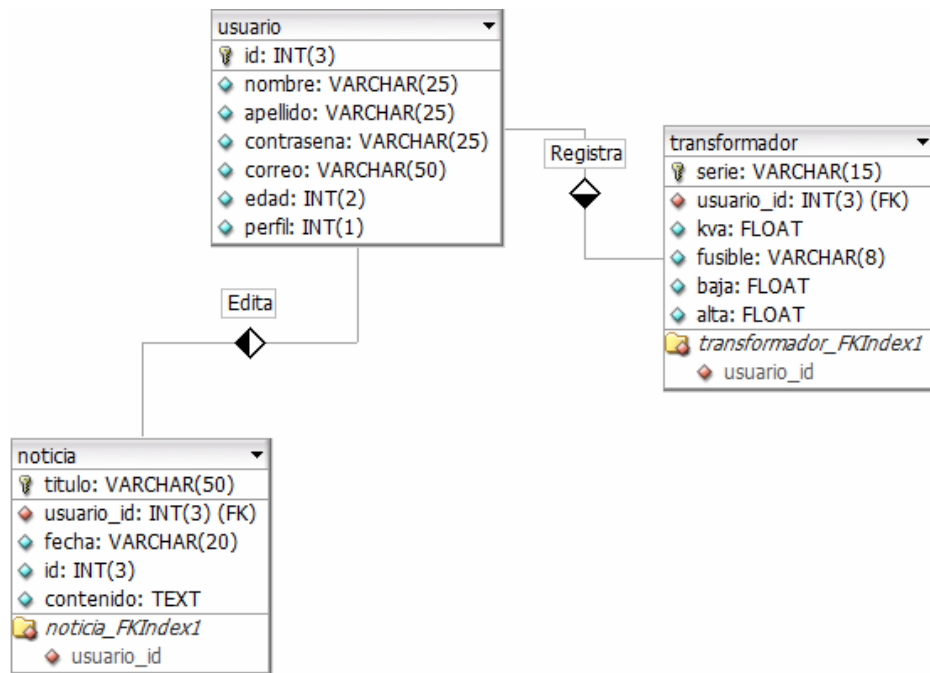 usuario
id: INT(3)
nombre: VARCHAR(25)
apellido: VARCHAR(25)
contrasena: VARCHAR(25)
correo: VARCHAR(50)
edad: INT(2)
perfil: INT(1)
Registra
transformador
serie: VARCHAR(15)
usuario_id: INT(3) (FK)
kva: FLOAT
fusible: VARCHAR(8)
baja: FLOAT
alta: FLOAT
transformador_FKIndex1
usuario_id
Edita
noticia
titulo: VARCHAR(50)
usuario_id: INT(3) (FK)
fecha: VARCHAR(20)
id: INT(3)
contenido: TEXT
noticia_FKIndex1
usuario_id